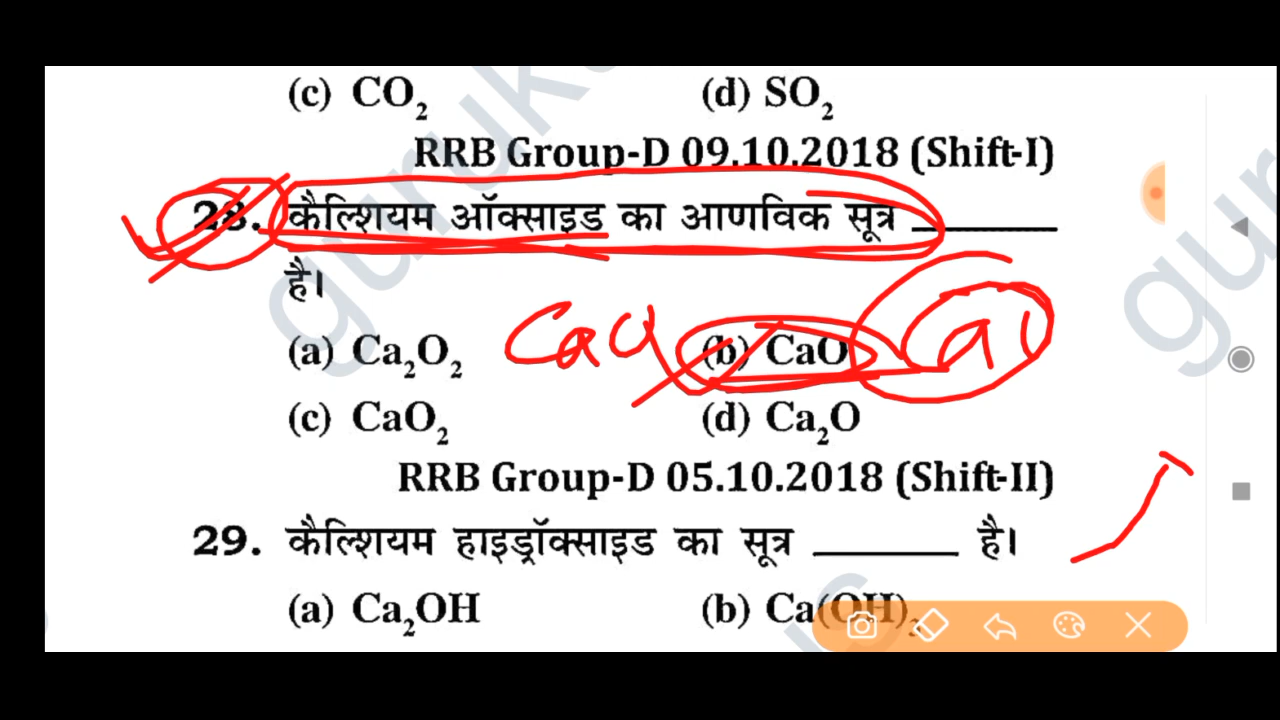 (c) CO₂ (d) SO₂
RRB Group-D 09.10.2018 (Shift-I)
28. कैल्शियम ऑक्साइड का आणविक सूत्र ________
है।
(a) Ca₂O₂ CaO (b) CaO
(c) CaO₂ (d) Ca₂O
RRB Group-D 05.10.2018 (Shift-II)
29. कैल्शियम हाइड्रॉक्साइड का सूत्र ________ है।
(a) Ca₂OH (b) Ca(OH)₂